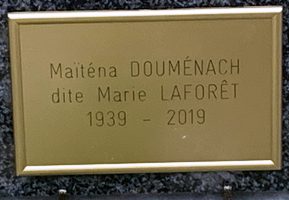 Maïténa DOUMÉNACH
dite Marie LAFORÊT
1939 - 2019